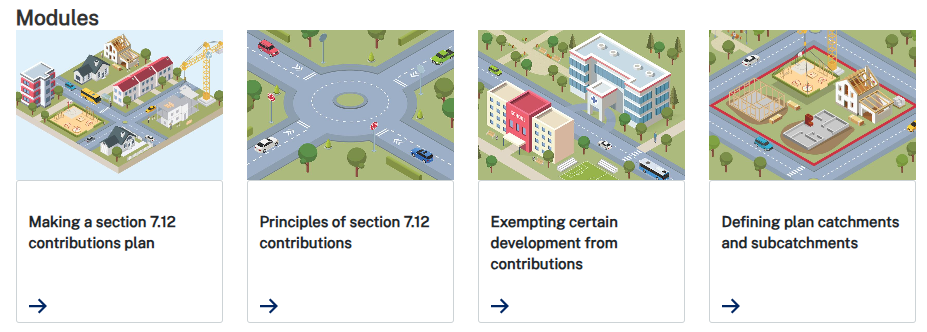 Modules
Making a section 7.12
contributions plan
Principles of section 7.12
contributions
Exempting certain
development from
contributions
Defining plan catchments
and subcatchments